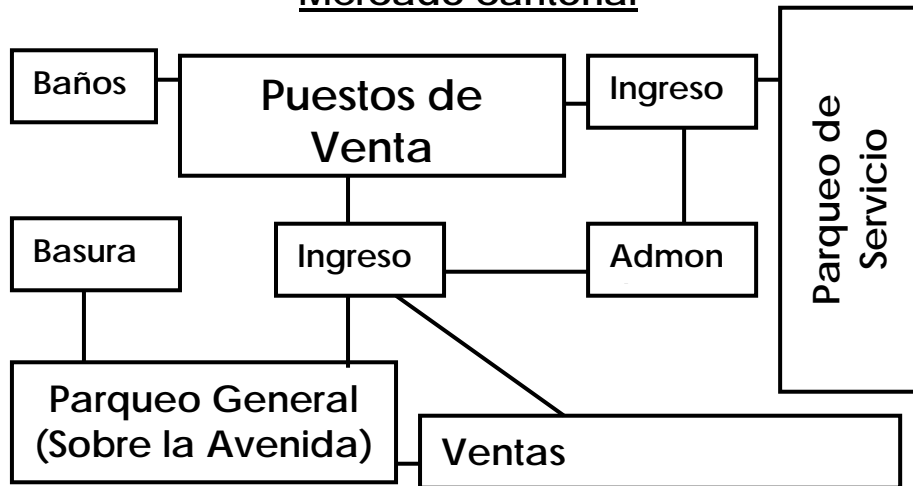 Mercado Cantonal
Baños
Puestos de
Venta
Ingreso
Parqueo de
Servicio
Basura
Ingreso
Admon
Parqueo General
(Sobre la Avenida)
Ventas